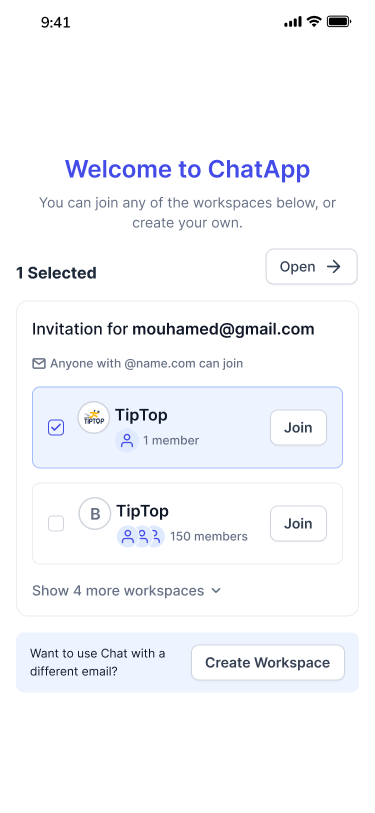 9:41
Welcome to ChatApp
You can join any of the workspaces below, or
create your own.
1 Selected
Open
Invitation for mouhamed@gmail.com
Anyone with @name.com can join
TIPTOP
TipTop
1 member
Join
B
TipTop
150 members
Join
Show 4 more workspaces
Want to use Chat with a
different email?
Create Workspace